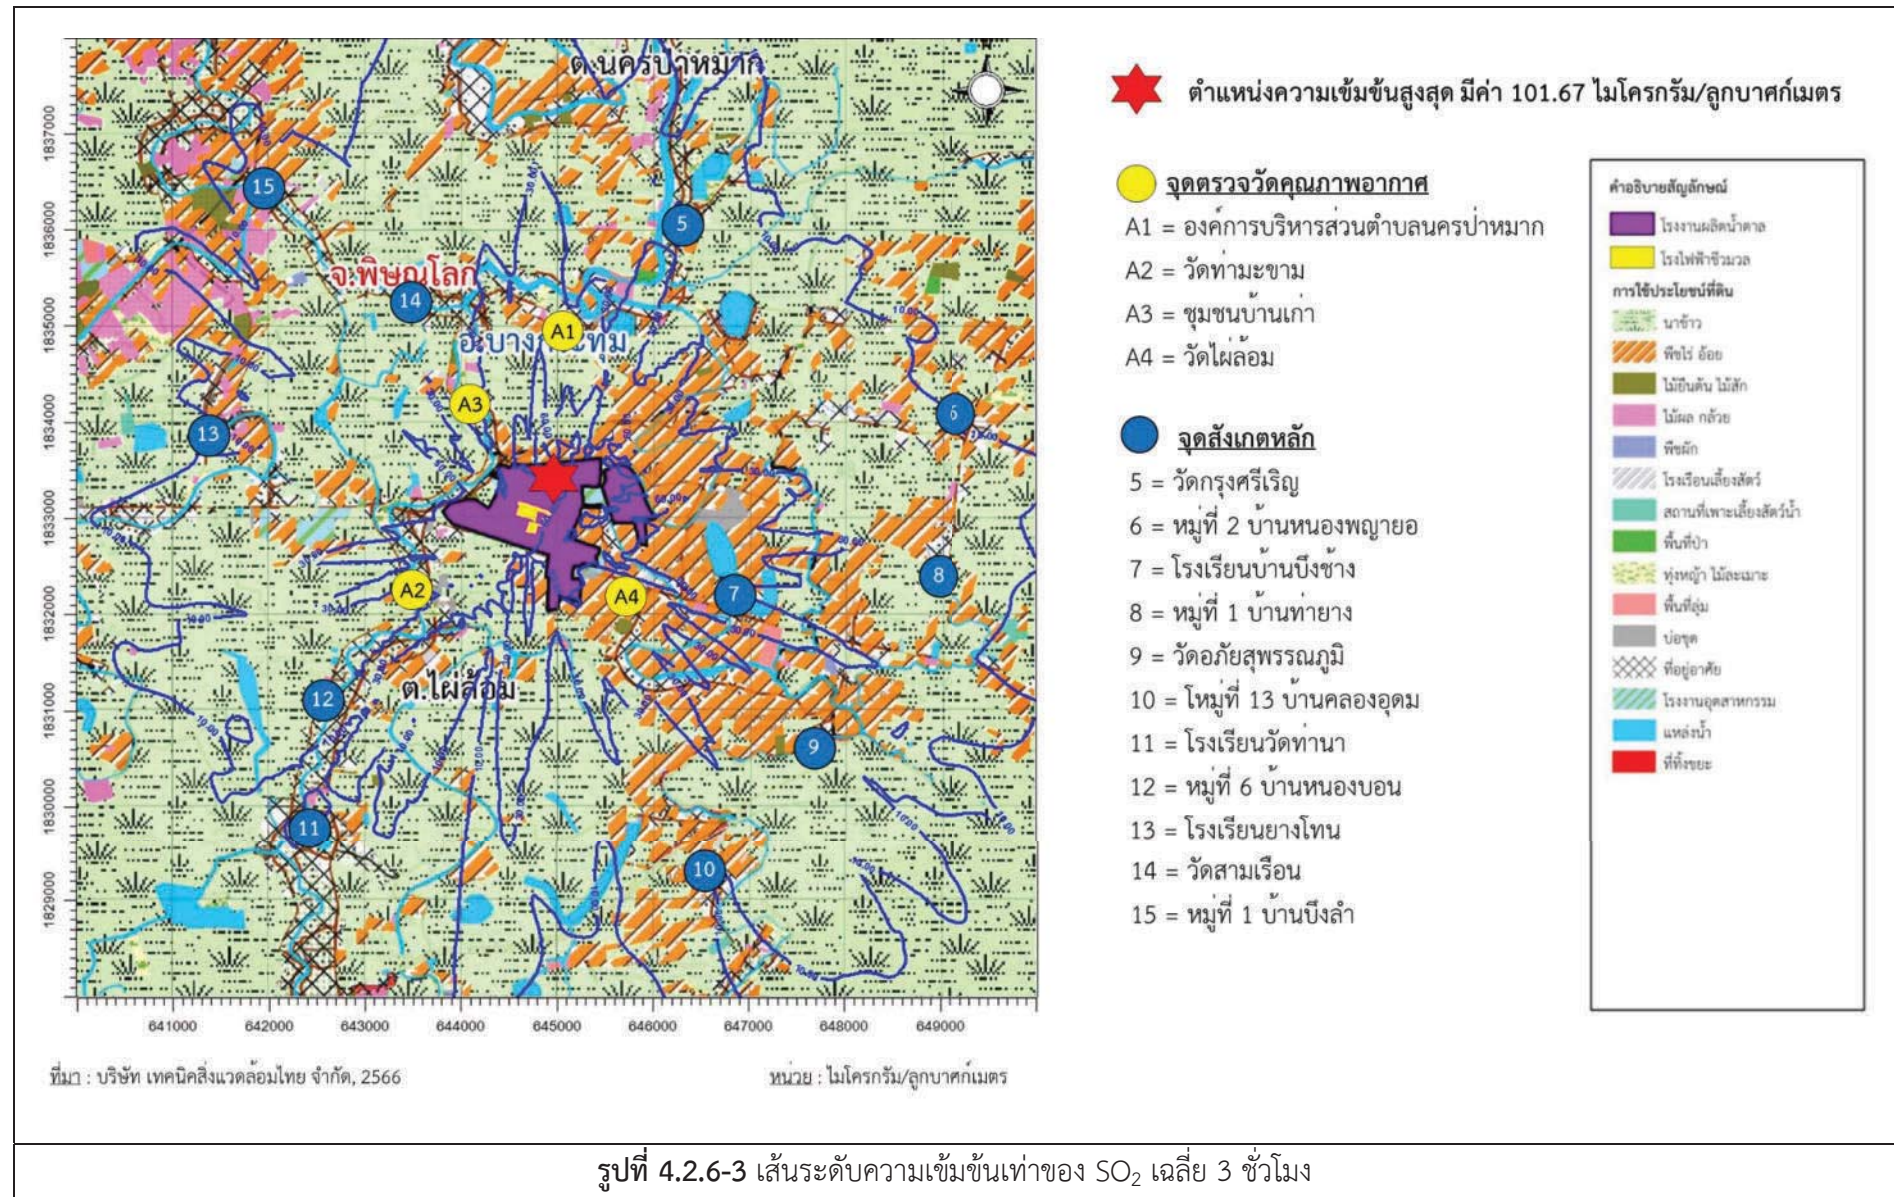 ต.นครป่าหมาก
จ.พิษณุโลก
อ.บางกระทุ่ม
ต.ไผ่ล้อม
N
A1
A2
A3
A4
5
6
7
8
9
10
11
12
13
14
15
1837000
1836000
1835000
1834000
1833000
1832000
1831000
1830000
1829000
641000 642000 643000 644000 645000 646000 647000 648000 649000
ที่มา : บริษัท เทคนิคสิ่งแวดล้อมไทย จำกัด, 2566
หน่วย : ไมโครกรัม/ลูกบาศก์เมตร
ตำแหน่งความเข้มข้นสูงสุด มีค่า 101.67 ไมโครกรัม/ลูกบาศก์เมตร
จุดตรวจวัดคุณภาพอากาศ
A1 = องค์การบริหารส่วนตำบลนครป่าหมาก
A2 = วัดท่ามะขาม
A3 = ชุมชนบ้านเก่า
A4 = วัดไผ่ล้อม
จุดสังเกตหลัก
5 = วัดกรุงศรีเริญ
6 = หมู่ที่ 2 บ้านหนองพญายอ
7 = โรงเรียนบ้านบึงช้าง
8 = หมู่ที่ 1 บ้านท่ายาง
9 = วัดอภัยสุพรรณภูมิ
10 = โหมู่ที่ 13 บ้านคลองอุดม
11 = โรงเรียนวัดท่านา
12 = หมู่ที่ 6 บ้านหนองบอน
13 = โรงเรียนยางโทน
14 = วัดสามเรือน
15 = หมู่ที่ 1 บ้านบึงลำ
คำอธิบายสัญลักษณ์
โรงงานผลิตน้ำตาล
โรงไฟฟ้าชีวมวล
การใช้ประโยชน์ที่ดิน
นาข้าว
พืชไร่ อ้อย
ไม้ยืนต้น ไม้สัก
ไม้ผล กล้วย
พืชผัก
โรงเรือนเลี้ยงสัตว์
สถานที่เพาะเลี้ยงสัตว์น้ำ
พื้นที่ป่า
ทุ่งหญ้า ไม้ละเมาะ
พื้นที่ลุ่ม
บ่อขุด
ที่อยู่อาศัย
โรงงานอุตสาหกรรม
แหล่งน้ำ
ที่ทิ้งขยะ
รูปที่ 4.2.6-3 เส้นระดับความเข้มข้นเท่าของ SO₂ เฉลี่ย 3 ชั่วโมง